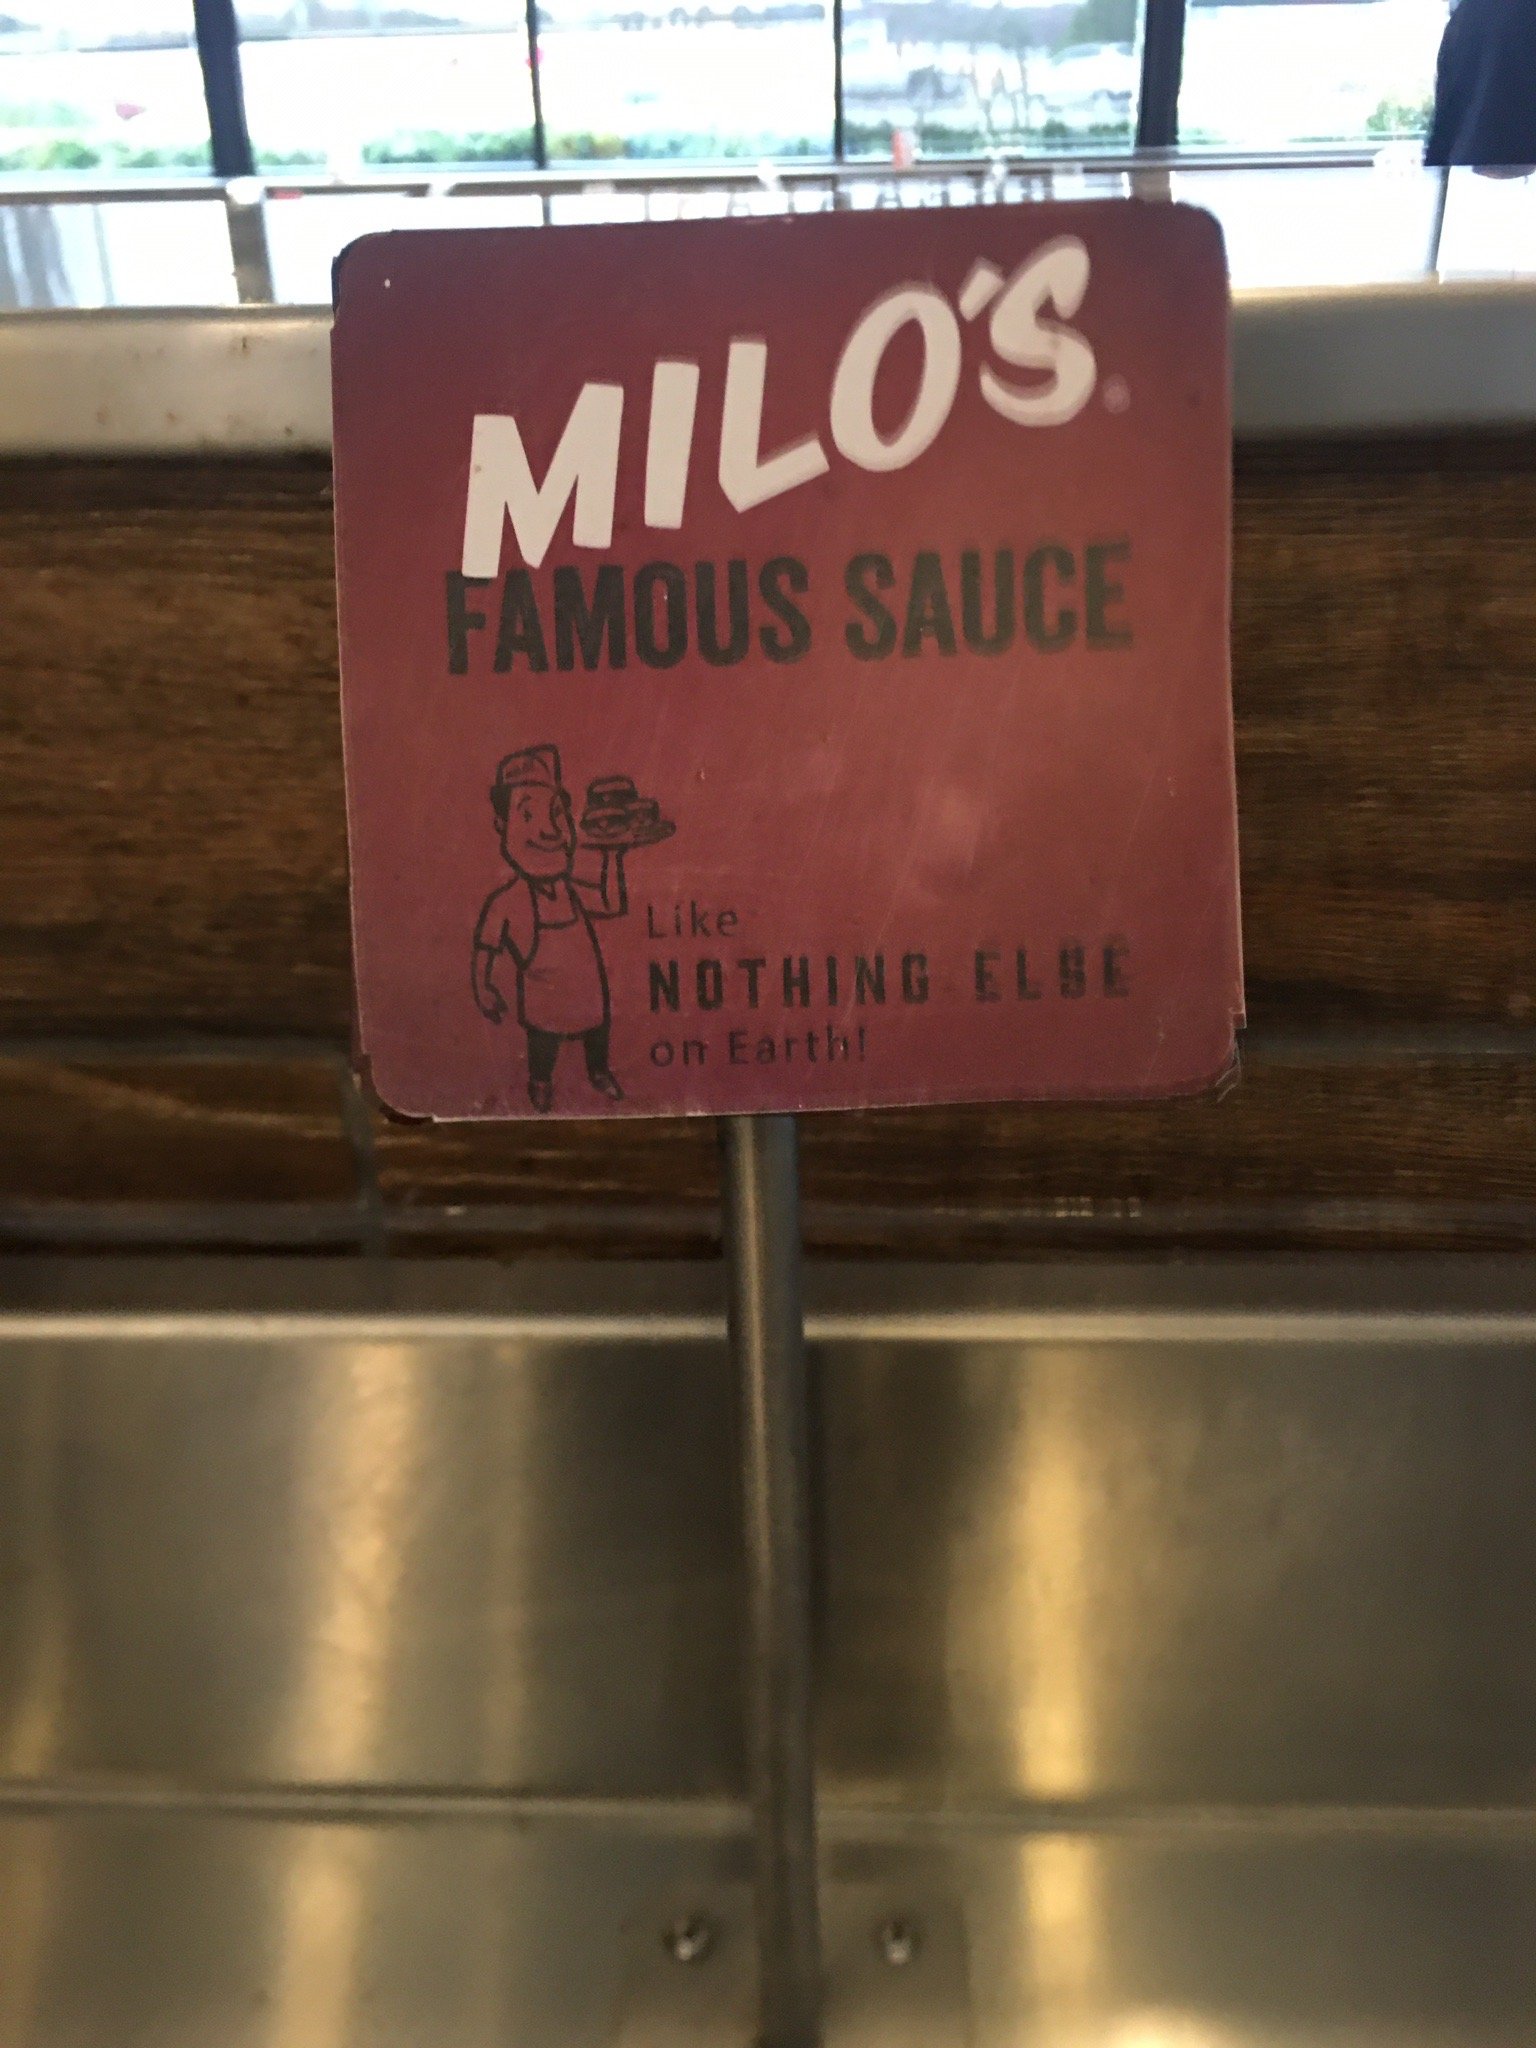 MILO'S®
FAMOUS SAUCE
Like
NOTHING ELSE
on Earth!